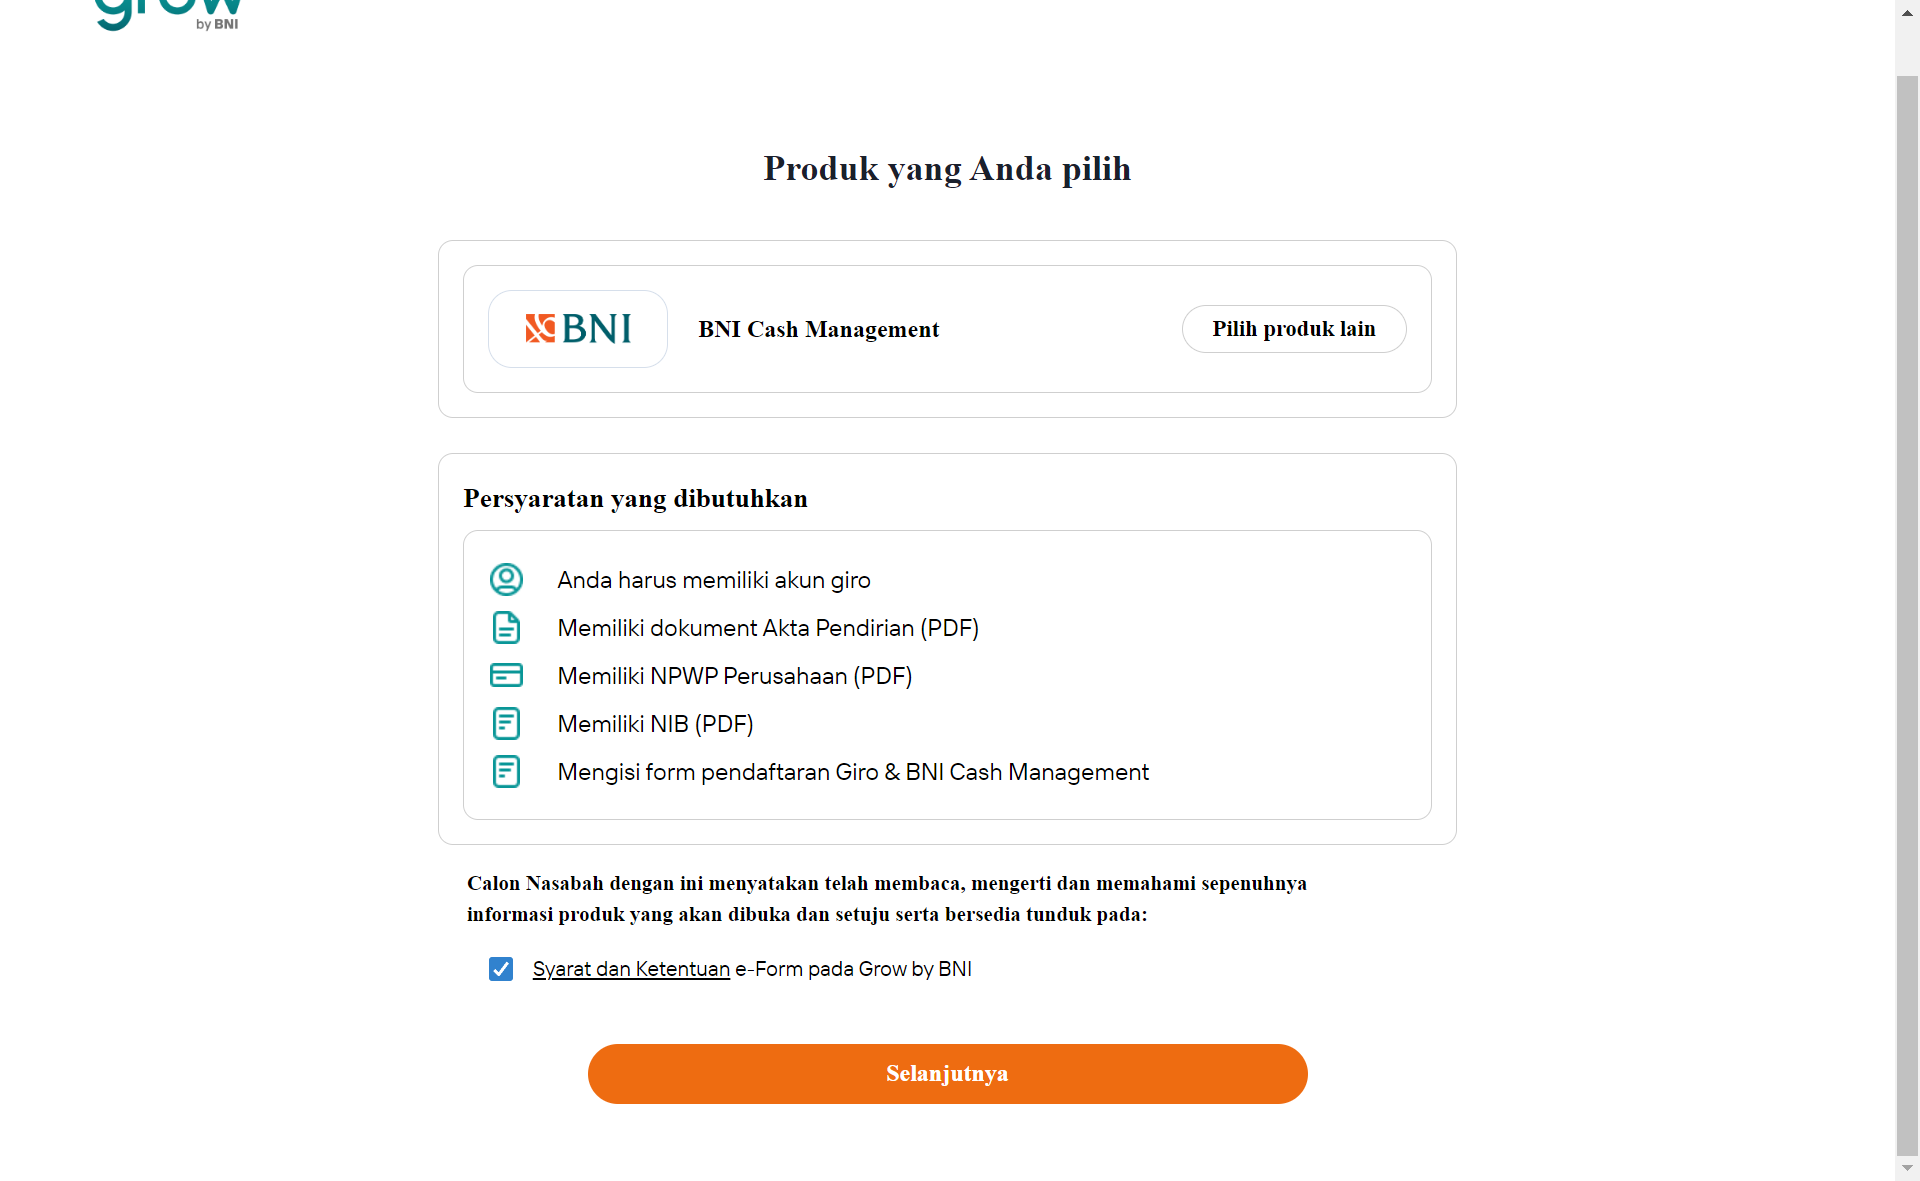 grow
by BNI
Produk yang Anda pilih
BNI
BNI Cash Management
Pilih produk lain
Persyaratan yang dibutuhkan
Anda harus memiliki akun giro
Memiliki dokumen Akta Pendirian (PDF)
Memiliki NPWP Perusahaan (PDF)
Memiliki NIB (PDF)
Mengisi form pendaftaran Giro & BNI Cash Management
Calon Nasabah dengan ini menyatakan telah membaca, mengerti dan memahami sepenuhnya
informasi produk yang akan dibuka dan setuju serta bersedia tunduk pada:
Syarat dan Ketentuan e-Form pada Grow by BNI
Selanjutnya